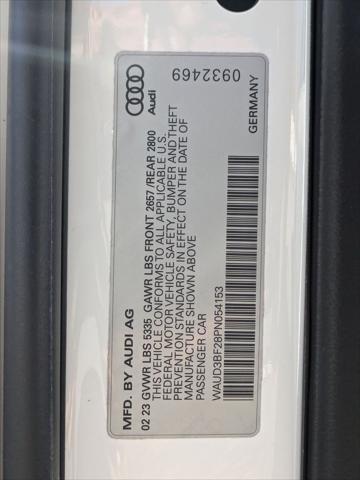 MFD. BY AUDI AG
02 23 GVWR LBS 5335 GAWR LBS FRONT 2657 /REAR 2800
THIS VEHICLE CONFORMS TO ALL APPLICABLE U.S.
FEDERAL MOTOR VEHICLE SAFETY, BUMPER AND THEFT
PREVENTION STANDARDS IN EFFECT ON THE DATE OF
MANUFACTURE SHOWN ABOVE
PASSENGER CAR
WAUD3BF28PN054153
Audi
0932469
GERMANY